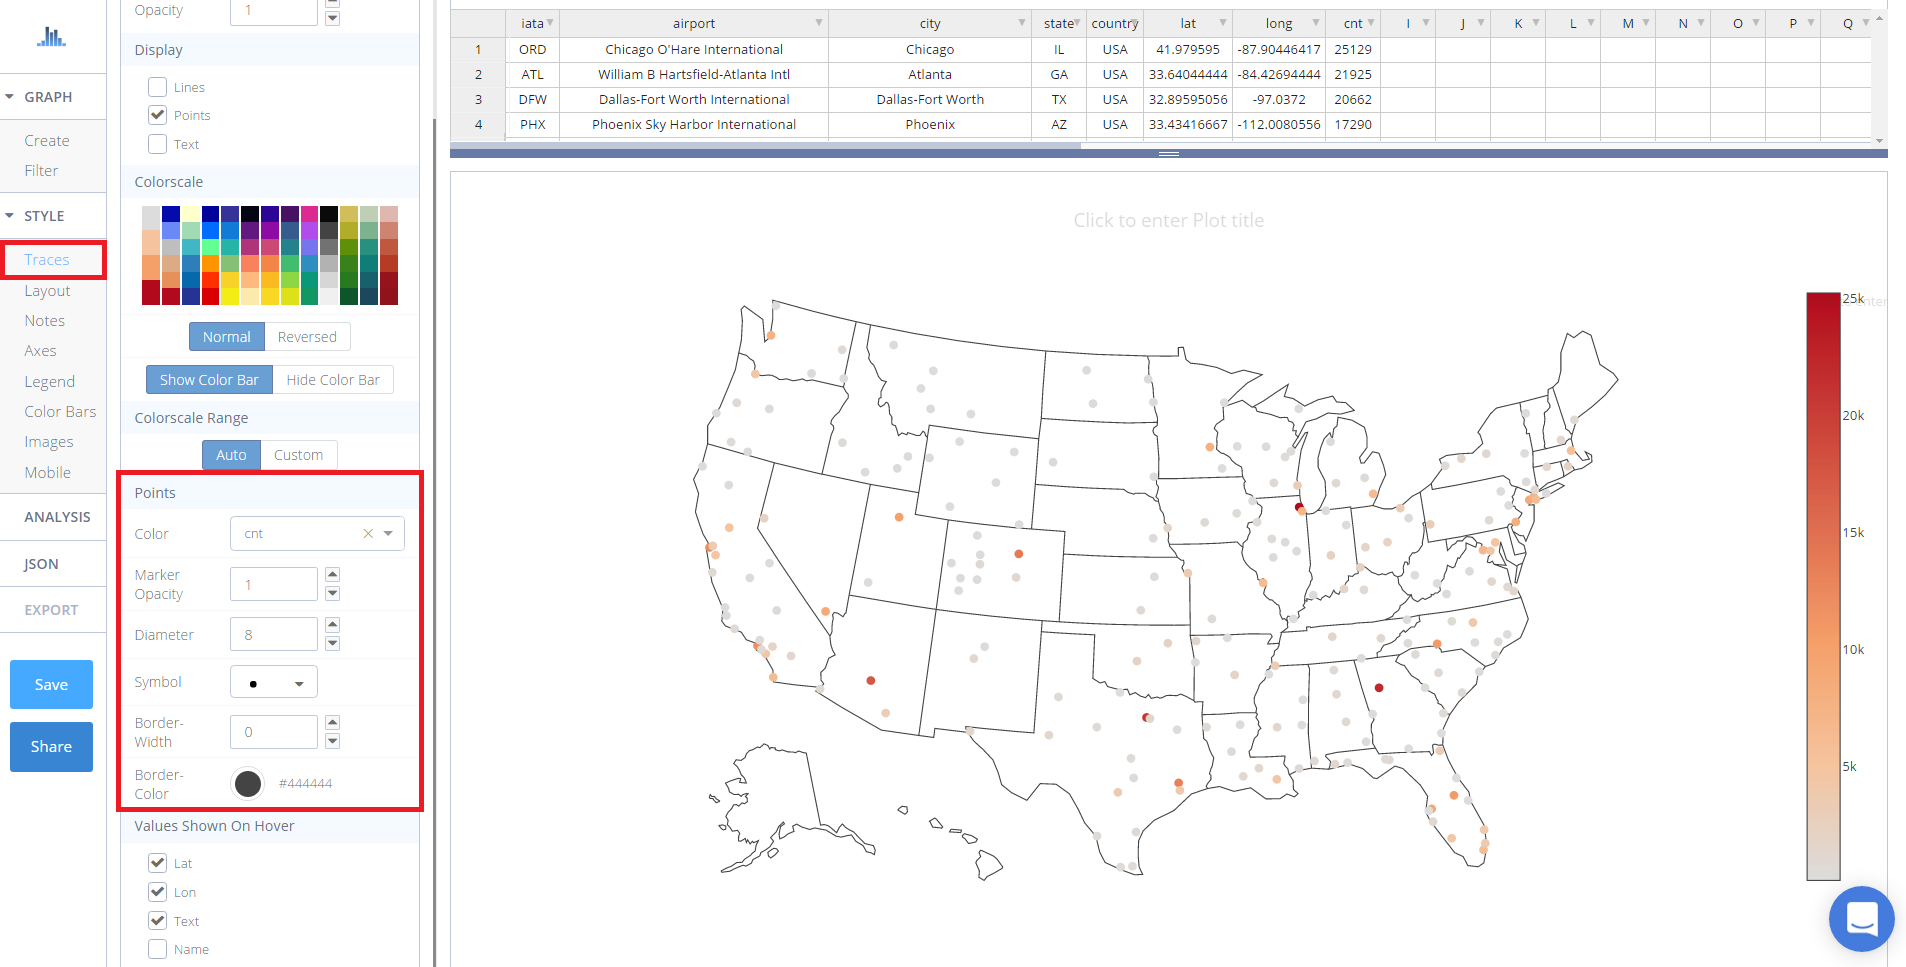 Opacity
1
Display
Lines
Points
Text
Colorscale
Normal
Reversed
Show Color Bar
Hide Color Bar
Colorscale Range
Auto
Custom
Points
Color
cnt
Marker
Opacity
1
Diameter
8
Symbol
Border-
Width
0
Border-
Color
#444444
Values Shown On Hover
Lat
Lon
Text
Name
GRAPH
Create
Filter
STYLE
Traces
Layout
Notes
Axes
Legend
Color Bars
Images
Mobile
ANALYSIS
JSON
EXPORT
Save
Share
iata airport city state country lat long cnt I J K L M N O P Q
1 ORD Chicago O'Hare International Chicago IL USA 41.979595 -87.90446417 25129
2 ATL William B Hartsfield-Atlanta Intl Atlanta GA USA 33.64044444 -84.42694444 21925
3 DFW Dallas-Fort Worth International Dallas-Fort Worth TX USA 32.89595056 -97.0372 20662
4 PHX Phoenix Sky Harbor International Phoenix AZ USA 33.43416667 -112.0080556 17290
Click to enter Plot title
25k
20k
15k
10k
5k